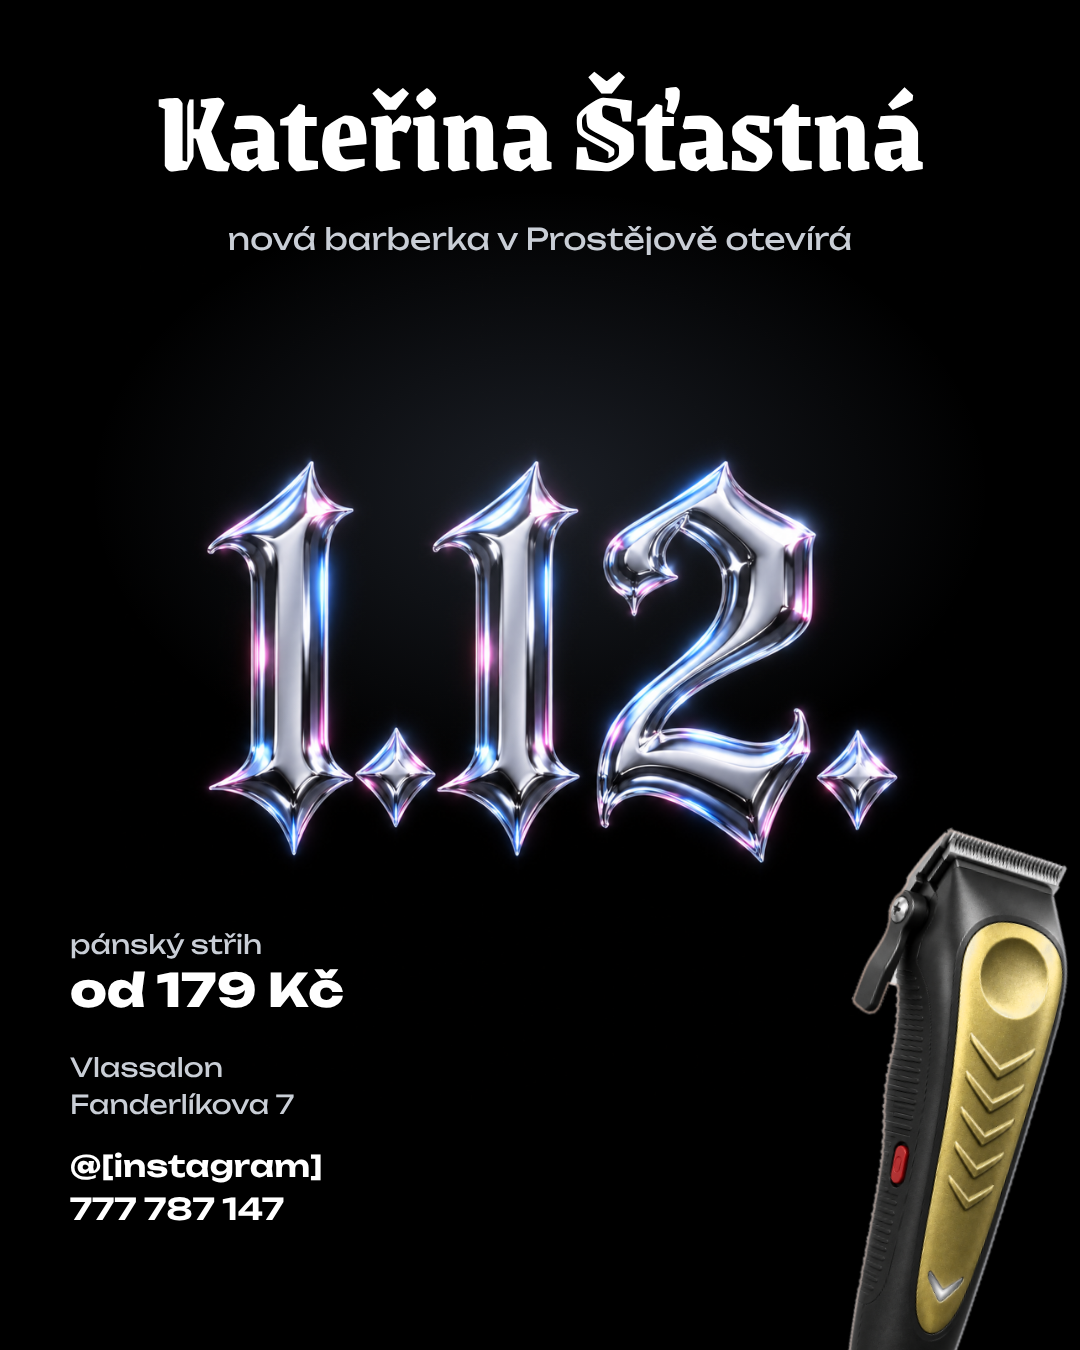 Kateřina Šťastná
nová barberka v Prostějově otevírá
1.12.
pánský střih
od 179 Kč
Vlassalon
Fanderlíkova 7
@[instagram]
777 787 147